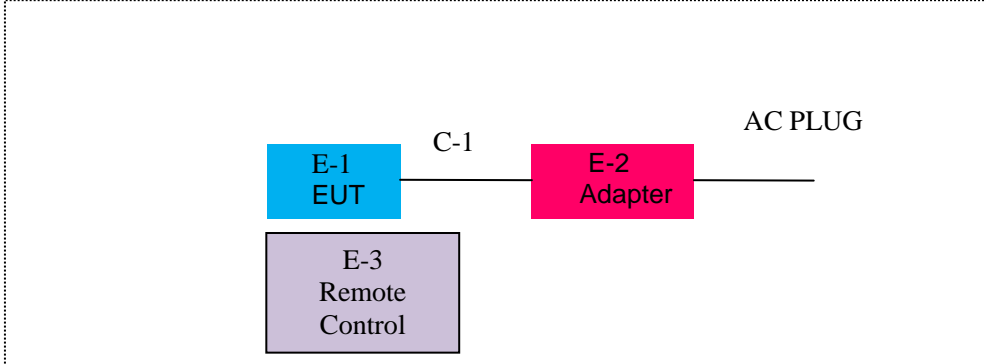 AC PLUG
C-1
E-1
EUT
E-2
Adapter
E-3
Remote
Control